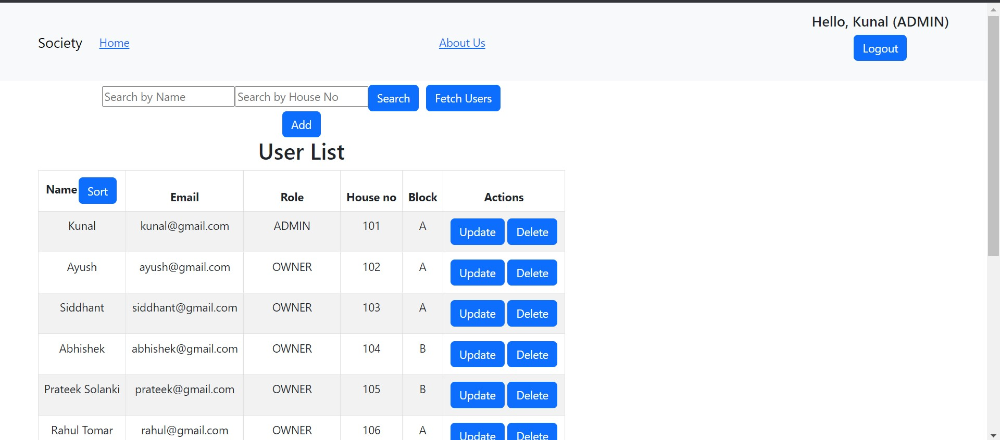 Hello, Kunal (ADMIN)
Society Home About Us Logout
Search by Name Search by House No Search Fetch Users
Add
User List
Name Sort Email Role House no Block Actions
Kunal kunal@gmail.com ADMIN 101 A Update Delete
Ayush ayush@gmail.com OWNER 102 A Update Delete
Siddhant siddhant@gmail.com OWNER 103 A Update Delete
Abhishek abhishek@gmail.com OWNER 104 B Update Delete
Prateek Solanki prateek@gmail.com OWNER 105 B Update Delete
Rahul Tomar rahul@gmail.com OWNER 106 A Update Delete